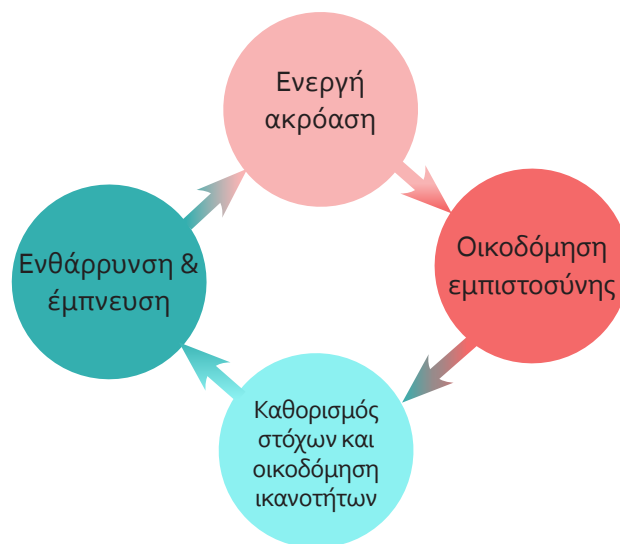 Ενεργή
ακρόαση
Οικοδόμηση
εμπιστοσύνης
Καθορισμός
στόχων και
οικοδόμηση
ικανοτήτων
Ενθάρρυνση &
έμπνευση